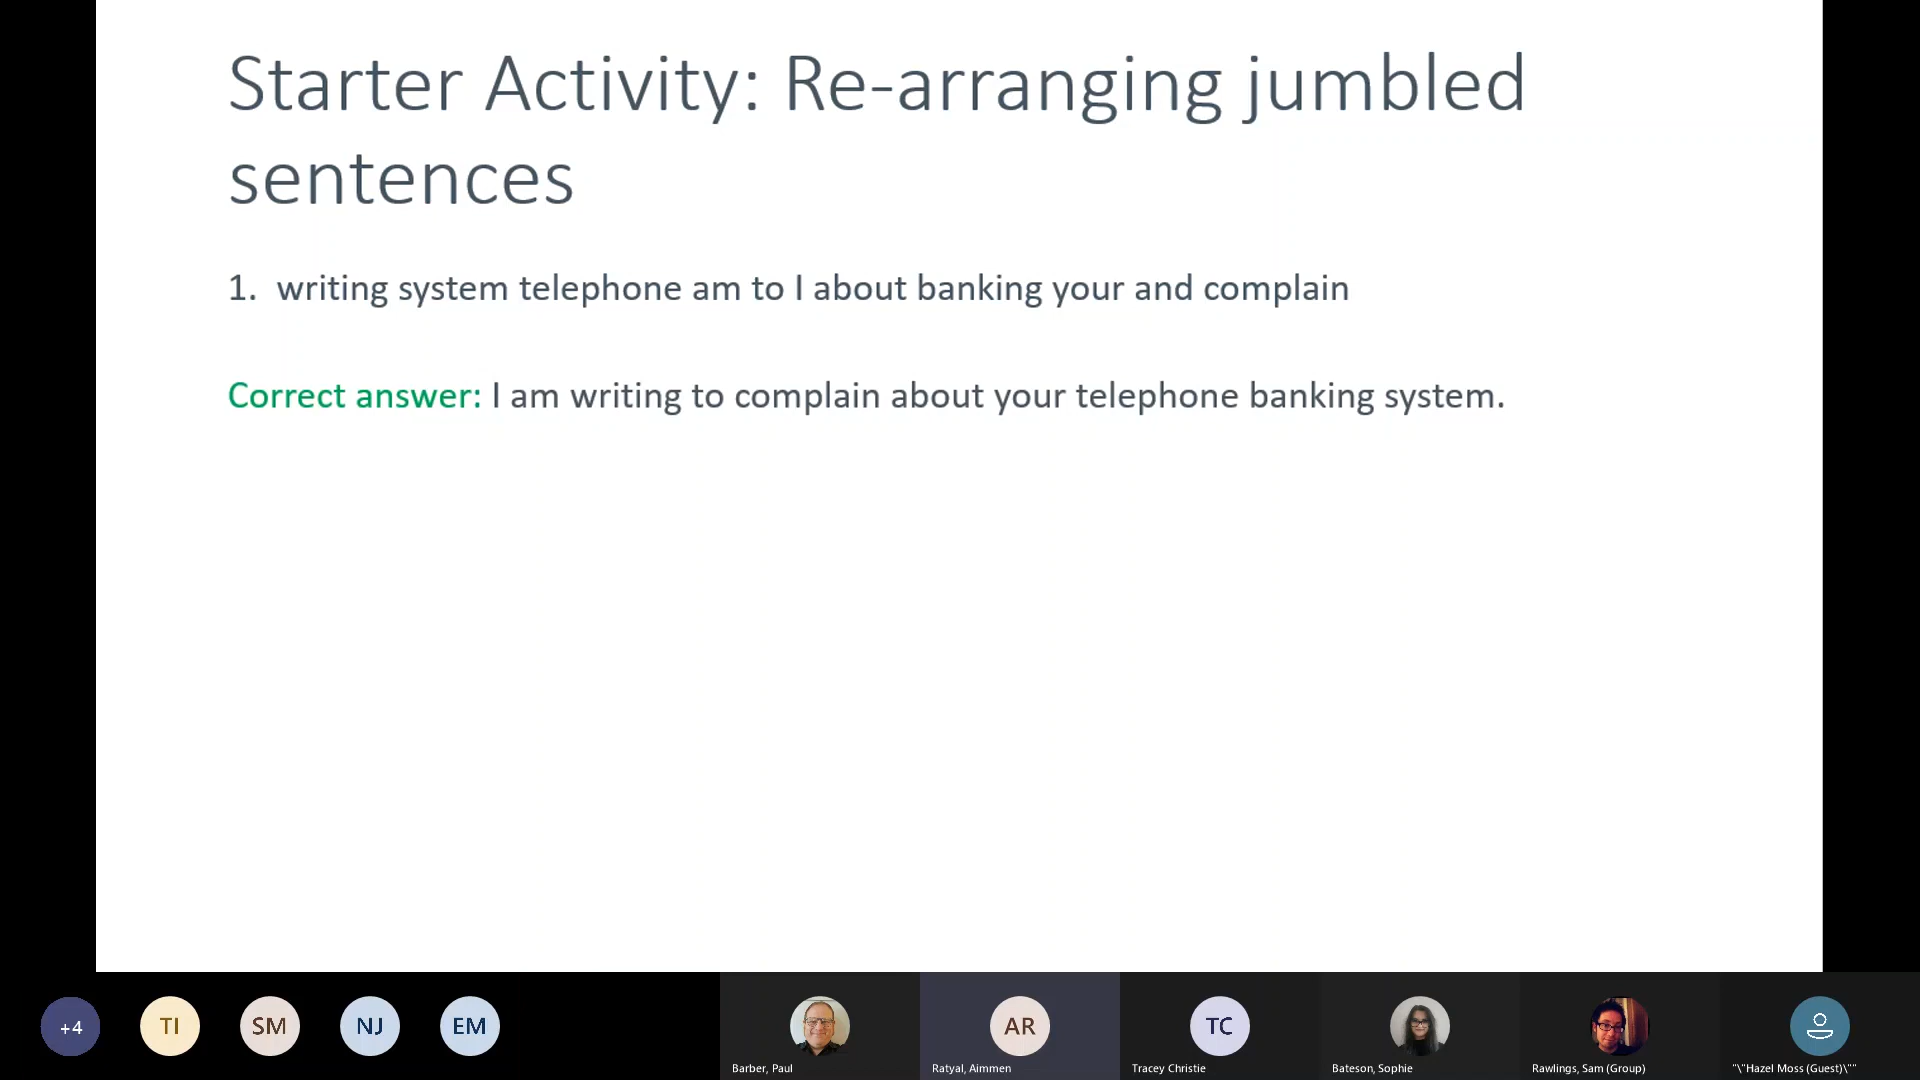 Starter Activity: Re-arranging jumbled
sentences
1. writing system telephone am to I about banking your and complain
Correct answer: I am writing to complain about your telephone banking system.
+4
TI
SM
NJ
EM
AR
TC
Barber, Paul
Ratyal, Aimmen
Tracey Christie
Bateson, Sophie
Rawlings, Sam (Group)
"\"Hazel Moss (Guest)\""